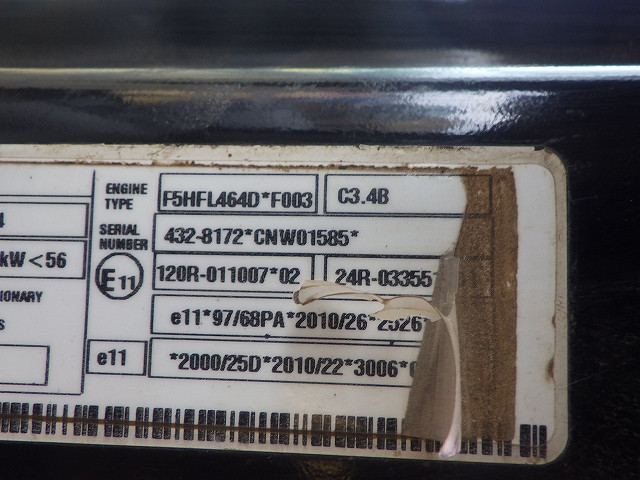 ENGINE TYPE F5HFL464D*F003 C3.4B
4
SERIAL NUMBER 432-8172*CNW01585*
kW<56
E11 120R-011007*02 24R-03355
IONARY
S
e11*97/68PA*2010/26*2526*
e11 *2000/25D*2010/22*3006*